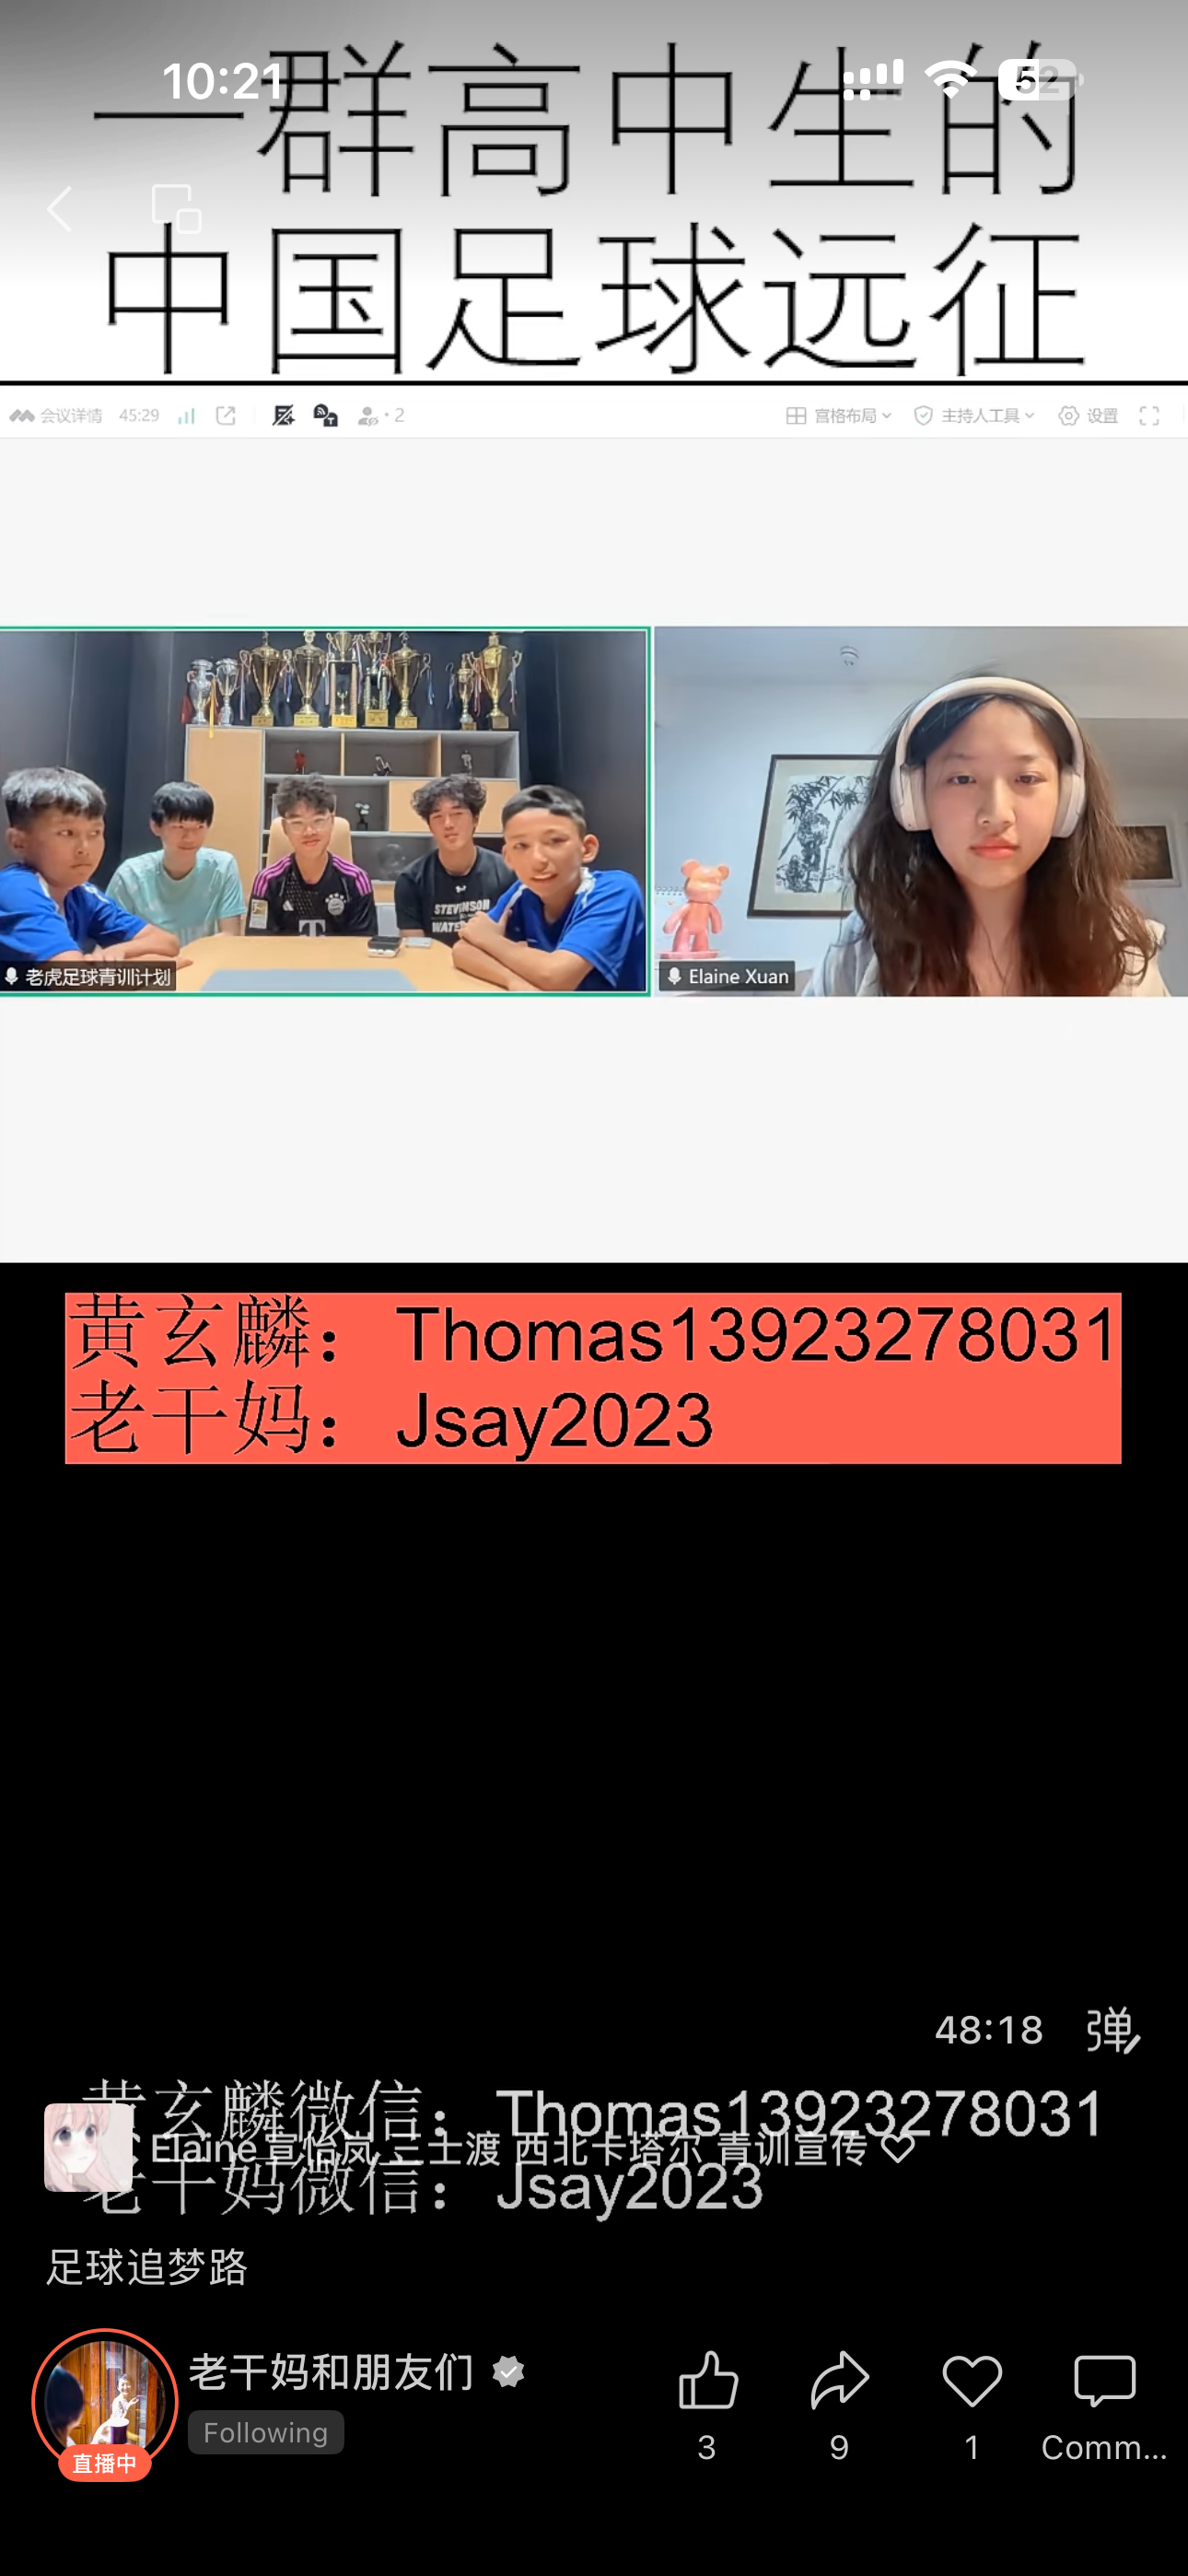 10:21
52
一群高中生的
中国足球远征
会议详情 45:29 2 宫格布局 主持人工具 设置
STEVENSON
WATE
T
老虎足球青训计划
Elaine Xuan
黄玄麟：Thomas13923278031
老干妈：Jsay2023
48:18 弹
黄玄麟微信：Thomas13923278031
Elaine 宣怡岚 三土渡 西北卡塔尔 青训宣传
老干妈微信：Jsay2023
足球追梦路
老干妈和朋友们
Following
直播中
3 9 1 Comm...